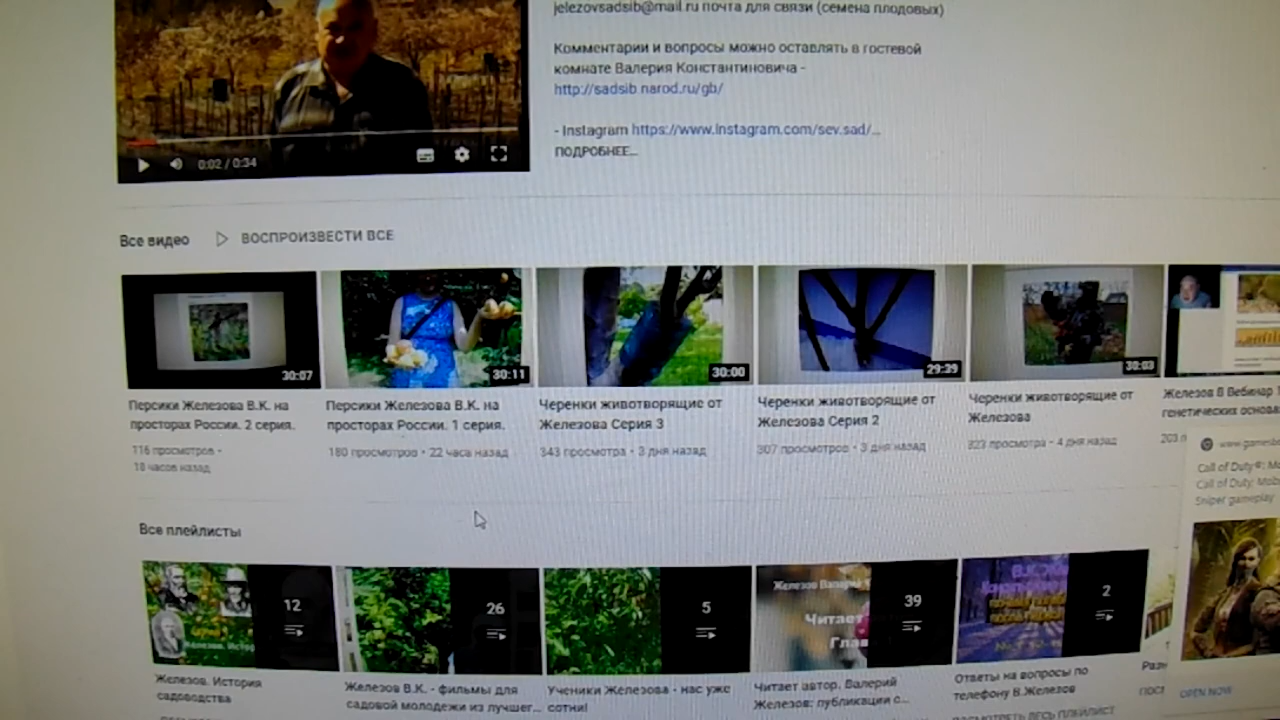 jelezovsadsib@mail.ru почта для связи (семена плодовых)
Комментарии и вопросы можно оставлять в гостевой
комнате Валерия Константиновича -
http://sadsib.narod.ru/gb/
- Instagram https://www.instagram.com/sev.sad/...
ПОДРОБНЕЕ...
0:02 / 0:34
Все видео ВОСПРОИЗВЕСТИ ВСЕ
30:07
30:11
30:00
29:39
30:03
Персики Железова В.К. на
просторах России. 2 серия.
116 просмотров •
18 часов назад
Персики Железова В.К. на
просторах России. 1 серия.
180 просмотров • 22 часа назад
Черенки животворящие от
Железова Серия 3
343 просмотра • 3 дня назад
Черенки животворящие от
Железова Серия 2
307 просмотров • 3 дня назад
Черенки животворящие от
Железова
323 просмотра • 4 дня назад
Железов В Вебинар
генетических основа
203 п
Call of Duty®: Mo
Call of Duty: Mob
Sniper gameplay
OPEN NOW
Все плейлисты
12
26
5
Читает
Глав
39
2
Железов. История
садоводства
Железов В.К. - фильмы для
садовой молодежи из лучшег...
Ученики Железова - нас уже
сотни!
Читает автор. Валерий
Железов: публикации с...
Ответы на вопросы по
телефону В.Железов